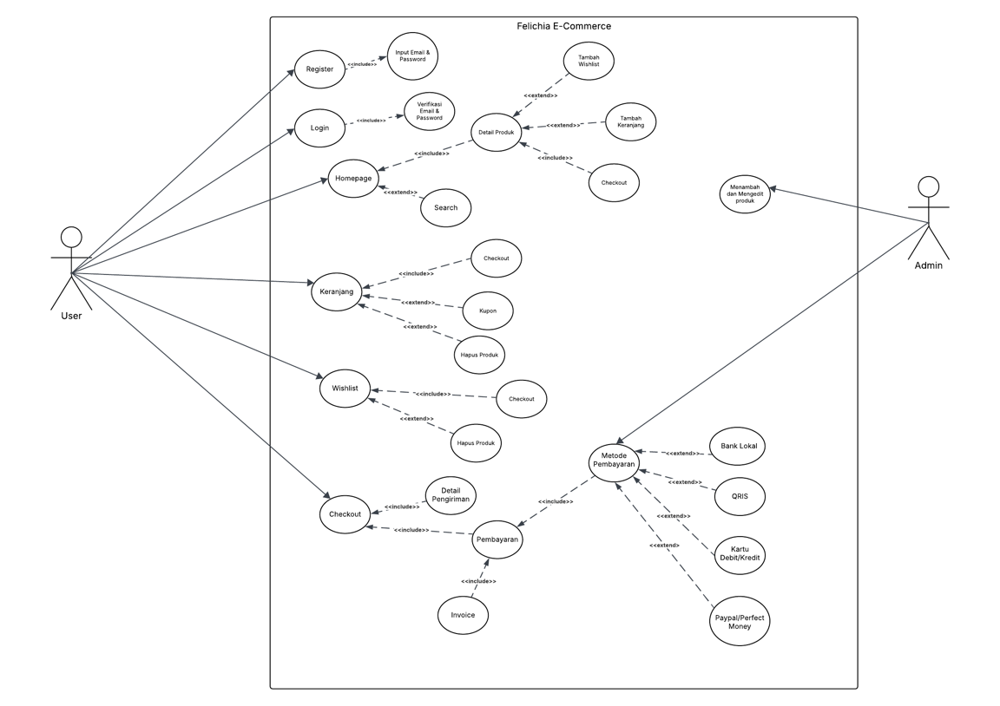 Felichia E-Commerce
Register
<<include>>
Input Email &
Password
Tambah
Wishlist
<<extend>>
Login
<<include>>
Verifikasi
Email &
Password
Detail Produk
<<extend>>
Tambah
Keranjang
<<include>>
<<include>>
Checkout
Homepage
<<extend>>
Search
Menambah
dan Mengedit
produk
User
Admin
Keranjang
<<include>>
Checkout
<<extend>>
Kupon
<<extend>>
Hapus Produk
Wishlist
<<include>>
Checkout
<<extend>>
Hapus Produk
Metode
Pembayaran
<<extend>>
Bank Lokal
<<extend>>
QRIS
<<extend>>
Kartu
Debit/Kredit
<<extend>
Paypal/Perfect
Money
Checkout
<<include>>
Detail
Pengiriman
<<include>>
<<include>>
Pembayaran
<<include>>
Invoice